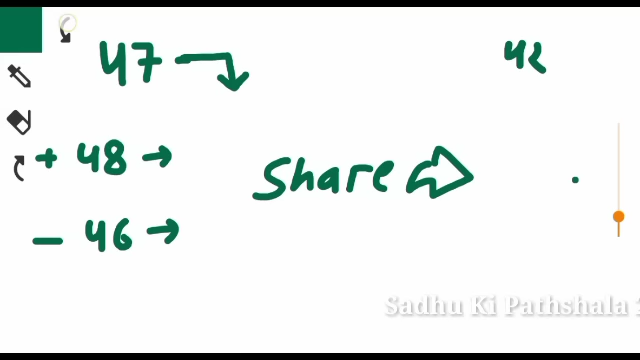 47
+ 48 →
Share
- 46 →
Sadhu Ki Pathshala